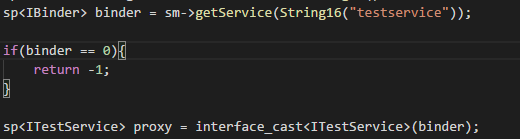 sp<IBinder> binder = sm->getService(String16("testservice"));
if(binder == 0){
return -1;
}
sp<ITestService> proxy = interface_cast<ITestService>(binder);